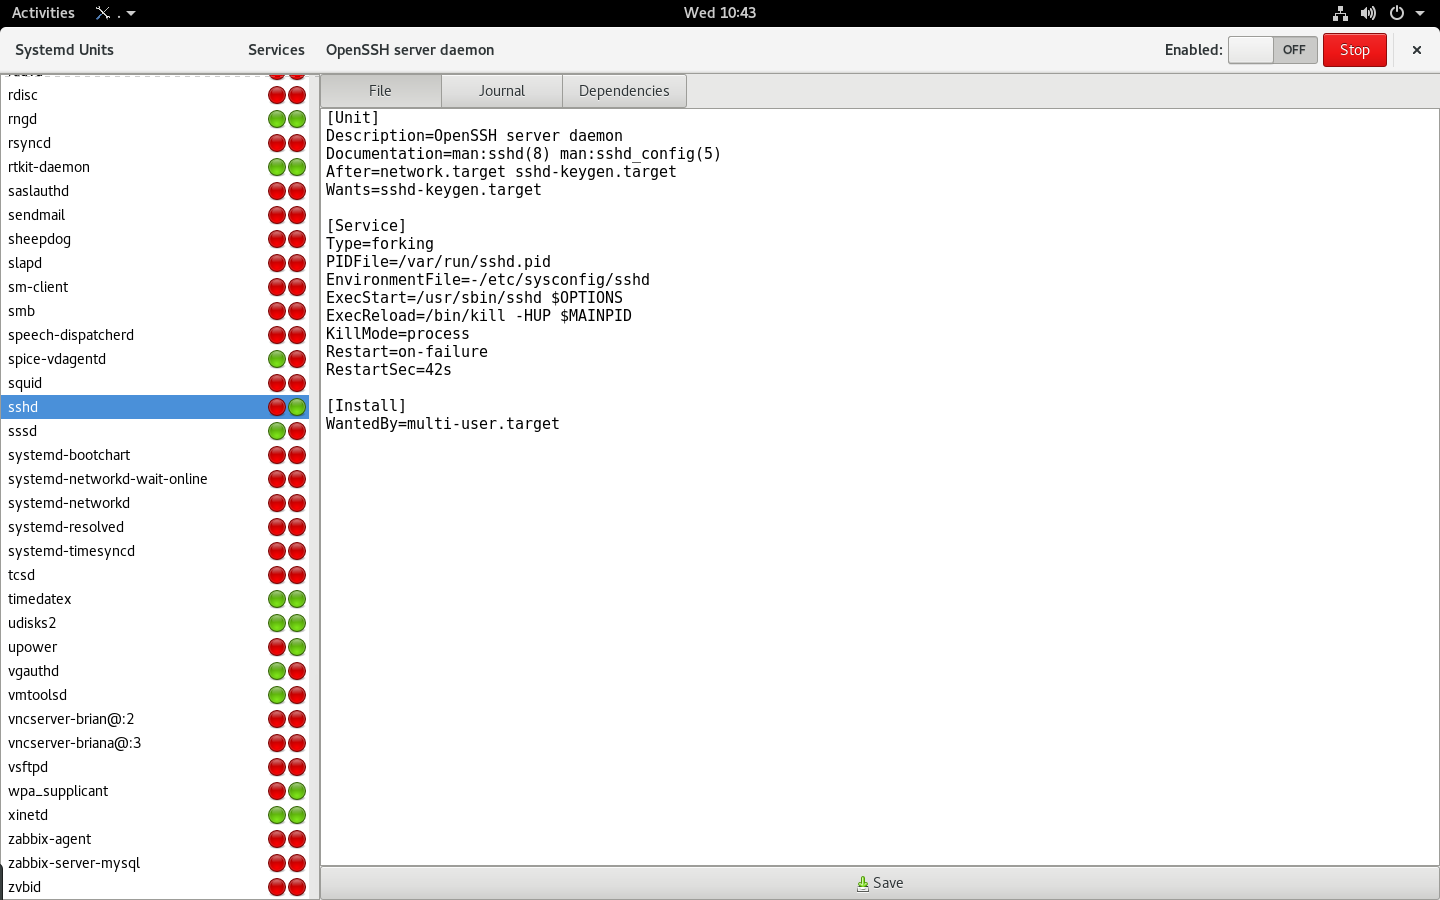 Activities . Wed 10:43
Systemd Units Services OpenSSH server daemon Enabled: OFF Stop
File Journal Dependencies
rdisc
rngd
rsyncd
rtkit-daemon
saslauthd
sendmail
sheepdog
slapd
sm-client
smb
speech-dispatcherd
spice-vdagentd
squid
sshd
sssd
systemd-bootchart
systemd-networkd-wait-online
systemd-networkd
systemd-resolved
systemd-timesyncd
tcsd
timedatex
udisks2
upower
vgauthd
vmtoolsd
vncserver-brian@:2
vncserver-briana@:3
vsftpd
wpa_supplicant
xinetd
zabbix-agent
zabbix-server-mysql
zvbid
[Unit]
Description=OpenSSH server daemon
Documentation=man:sshd(8) man:sshd_config(5)
After=network.target sshd-keygen.target
Wants=sshd-keygen.target
[Service]
Type=forking
PIDFile=/var/run/sshd.pid
EnvironmentFile=-/etc/sysconfig/sshd
ExecStart=/usr/sbin/sshd $OPTIONS
ExecReload=/bin/kill -HUP $MAINPID
KillMode=process
Restart=on-failure
RestartSec=42s
[Install]
WantedBy=multi-user.target
Save